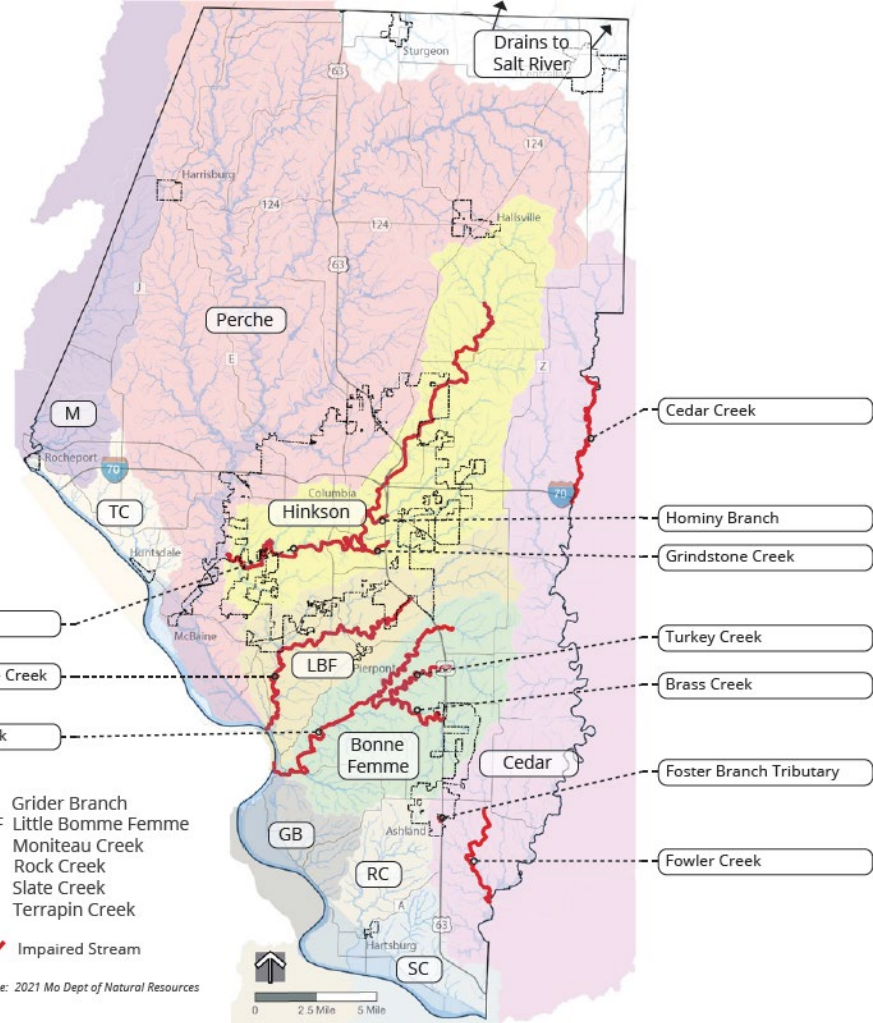 Drains to
Salt River
Sturgeon
63
124
Harrisburg
124
124
Hallsville
63
J
Perche
E
Z
M
Cedar Creek
Rocheport
70
70
Columbia
TC
Hinkson
Hominy Branch
Huntsdale
Grindstone Creek
McBaine
Turkey Creek
LBF
Pierpont
Creek
Brass Creek
k
Bonne
Femme
Cedar
Foster Branch Tributary
Grider Branch
Little Bomme Femme
GB
Ashland
Moniteau Creek
Fowler Creek
Rock Creek
RC
Slate Creek
Terrapin Creek
A
63
Impaired Stream
Hartsburg
SC
e: 2021 Mo Dept of Natural Resources
0 2.5 Mile 5 Mile